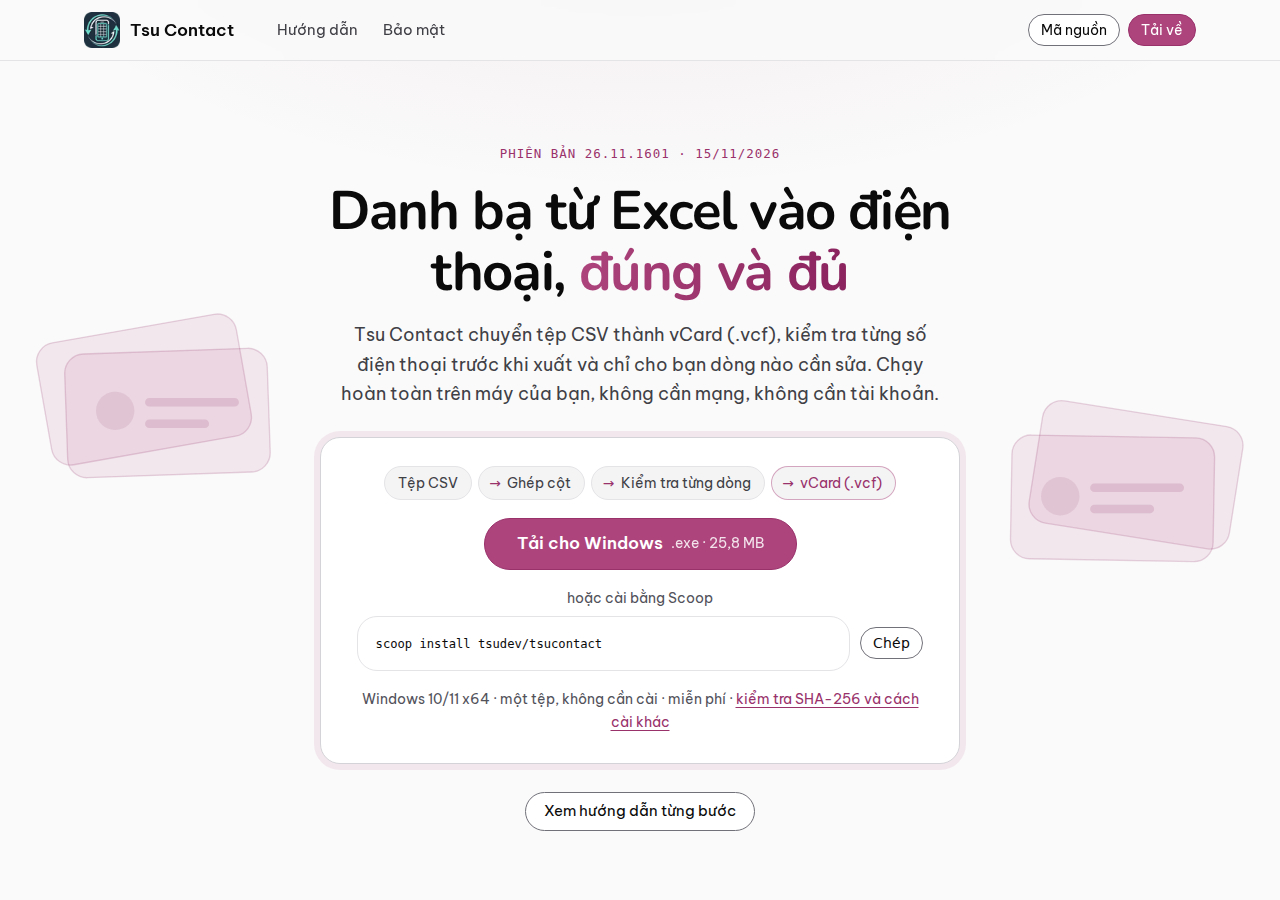 Tsu Contact
Hướng dẫn
Bảo mật
Mã nguồn
Tải về
PHIÊN BẢN 26.11.1601 · 15/11/2026
Danh bạ từ Excel vào điện
thoại, đúng và đủ
Tsu Contact chuyển tệp CSV thành vCard (.vcf), kiểm tra từng số
điện thoại trước khi xuất và chỉ cho bạn dòng nào cần sửa. Chạy
hoàn toàn trên máy của bạn, không cần mạng, không cần tài khoản.
Tệp CSV
→ Ghép cột
→ Kiểm tra từng dòng
→ vCard (.vcf)
Tải cho Windows .exe · 25,8 MB
hoặc cài bằng Scoop
scoop install tsudev/tsucontact
Chép
Windows 10/11 x64 · một tệp, không cần cài · miễn phí · kiểm tra SHA-256 và cách
cài khác
Xem hướng dẫn từng bước